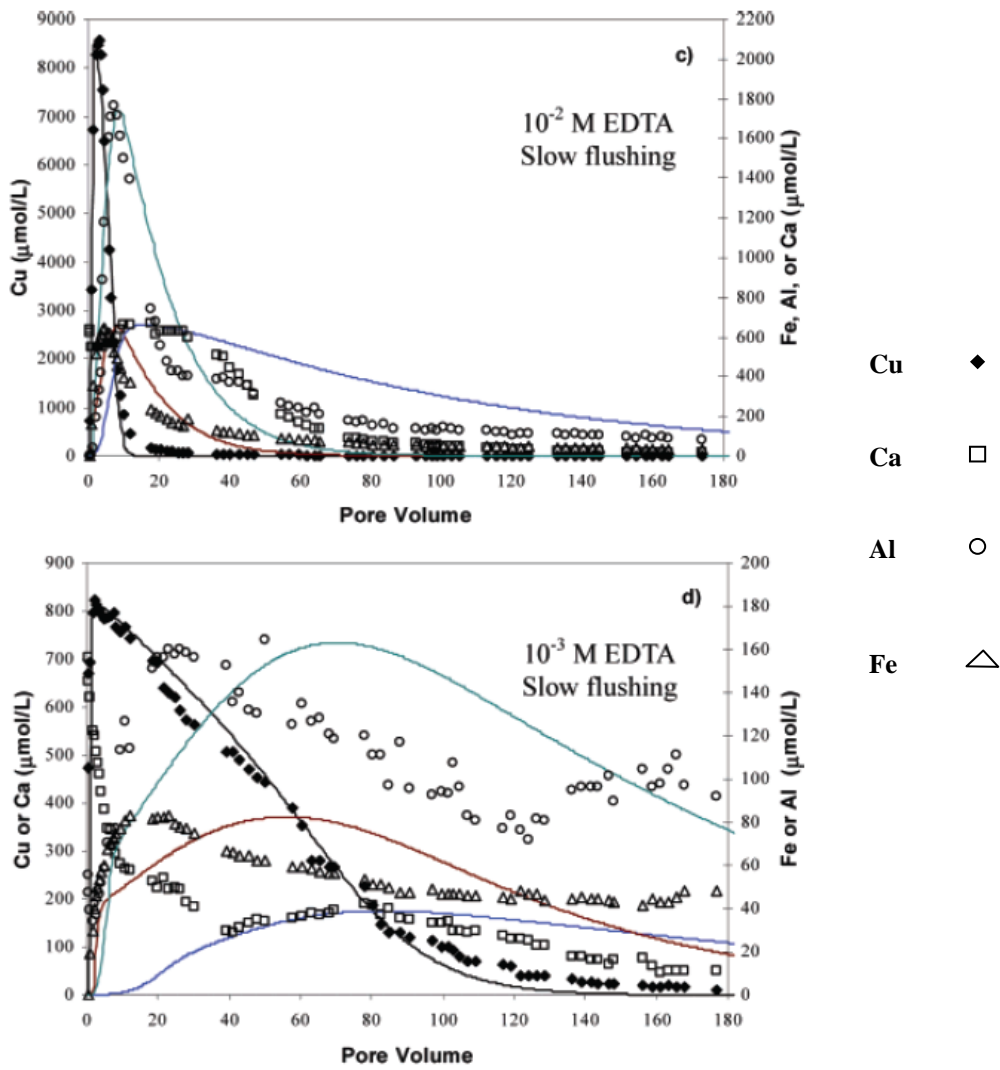 c)
10-2 M EDTA
Slow flushing
Cu (μmol/L)
9000
8000
7000
6000
5000
4000
3000
2000
1000
0
Fe, Al, or Ca (μmol/L)
2200
2000
1800
1600
1400
1200
1000
800
600
400
200
0
0 20 40 60 80 100 120 140 160 180
Pore Volume
d)
10-3 M EDTA
Slow flushing
Cu or Ca (μmol/L)
900
800
700
600
500
400
300
200
100
0
Fe or Al (μmol/L)
200
180
160
140
120
100
80
60
40
20
0
0 20 40 60 80 100 120 140 160 180
Pore Volume
Cu
Ca
Al
Fe